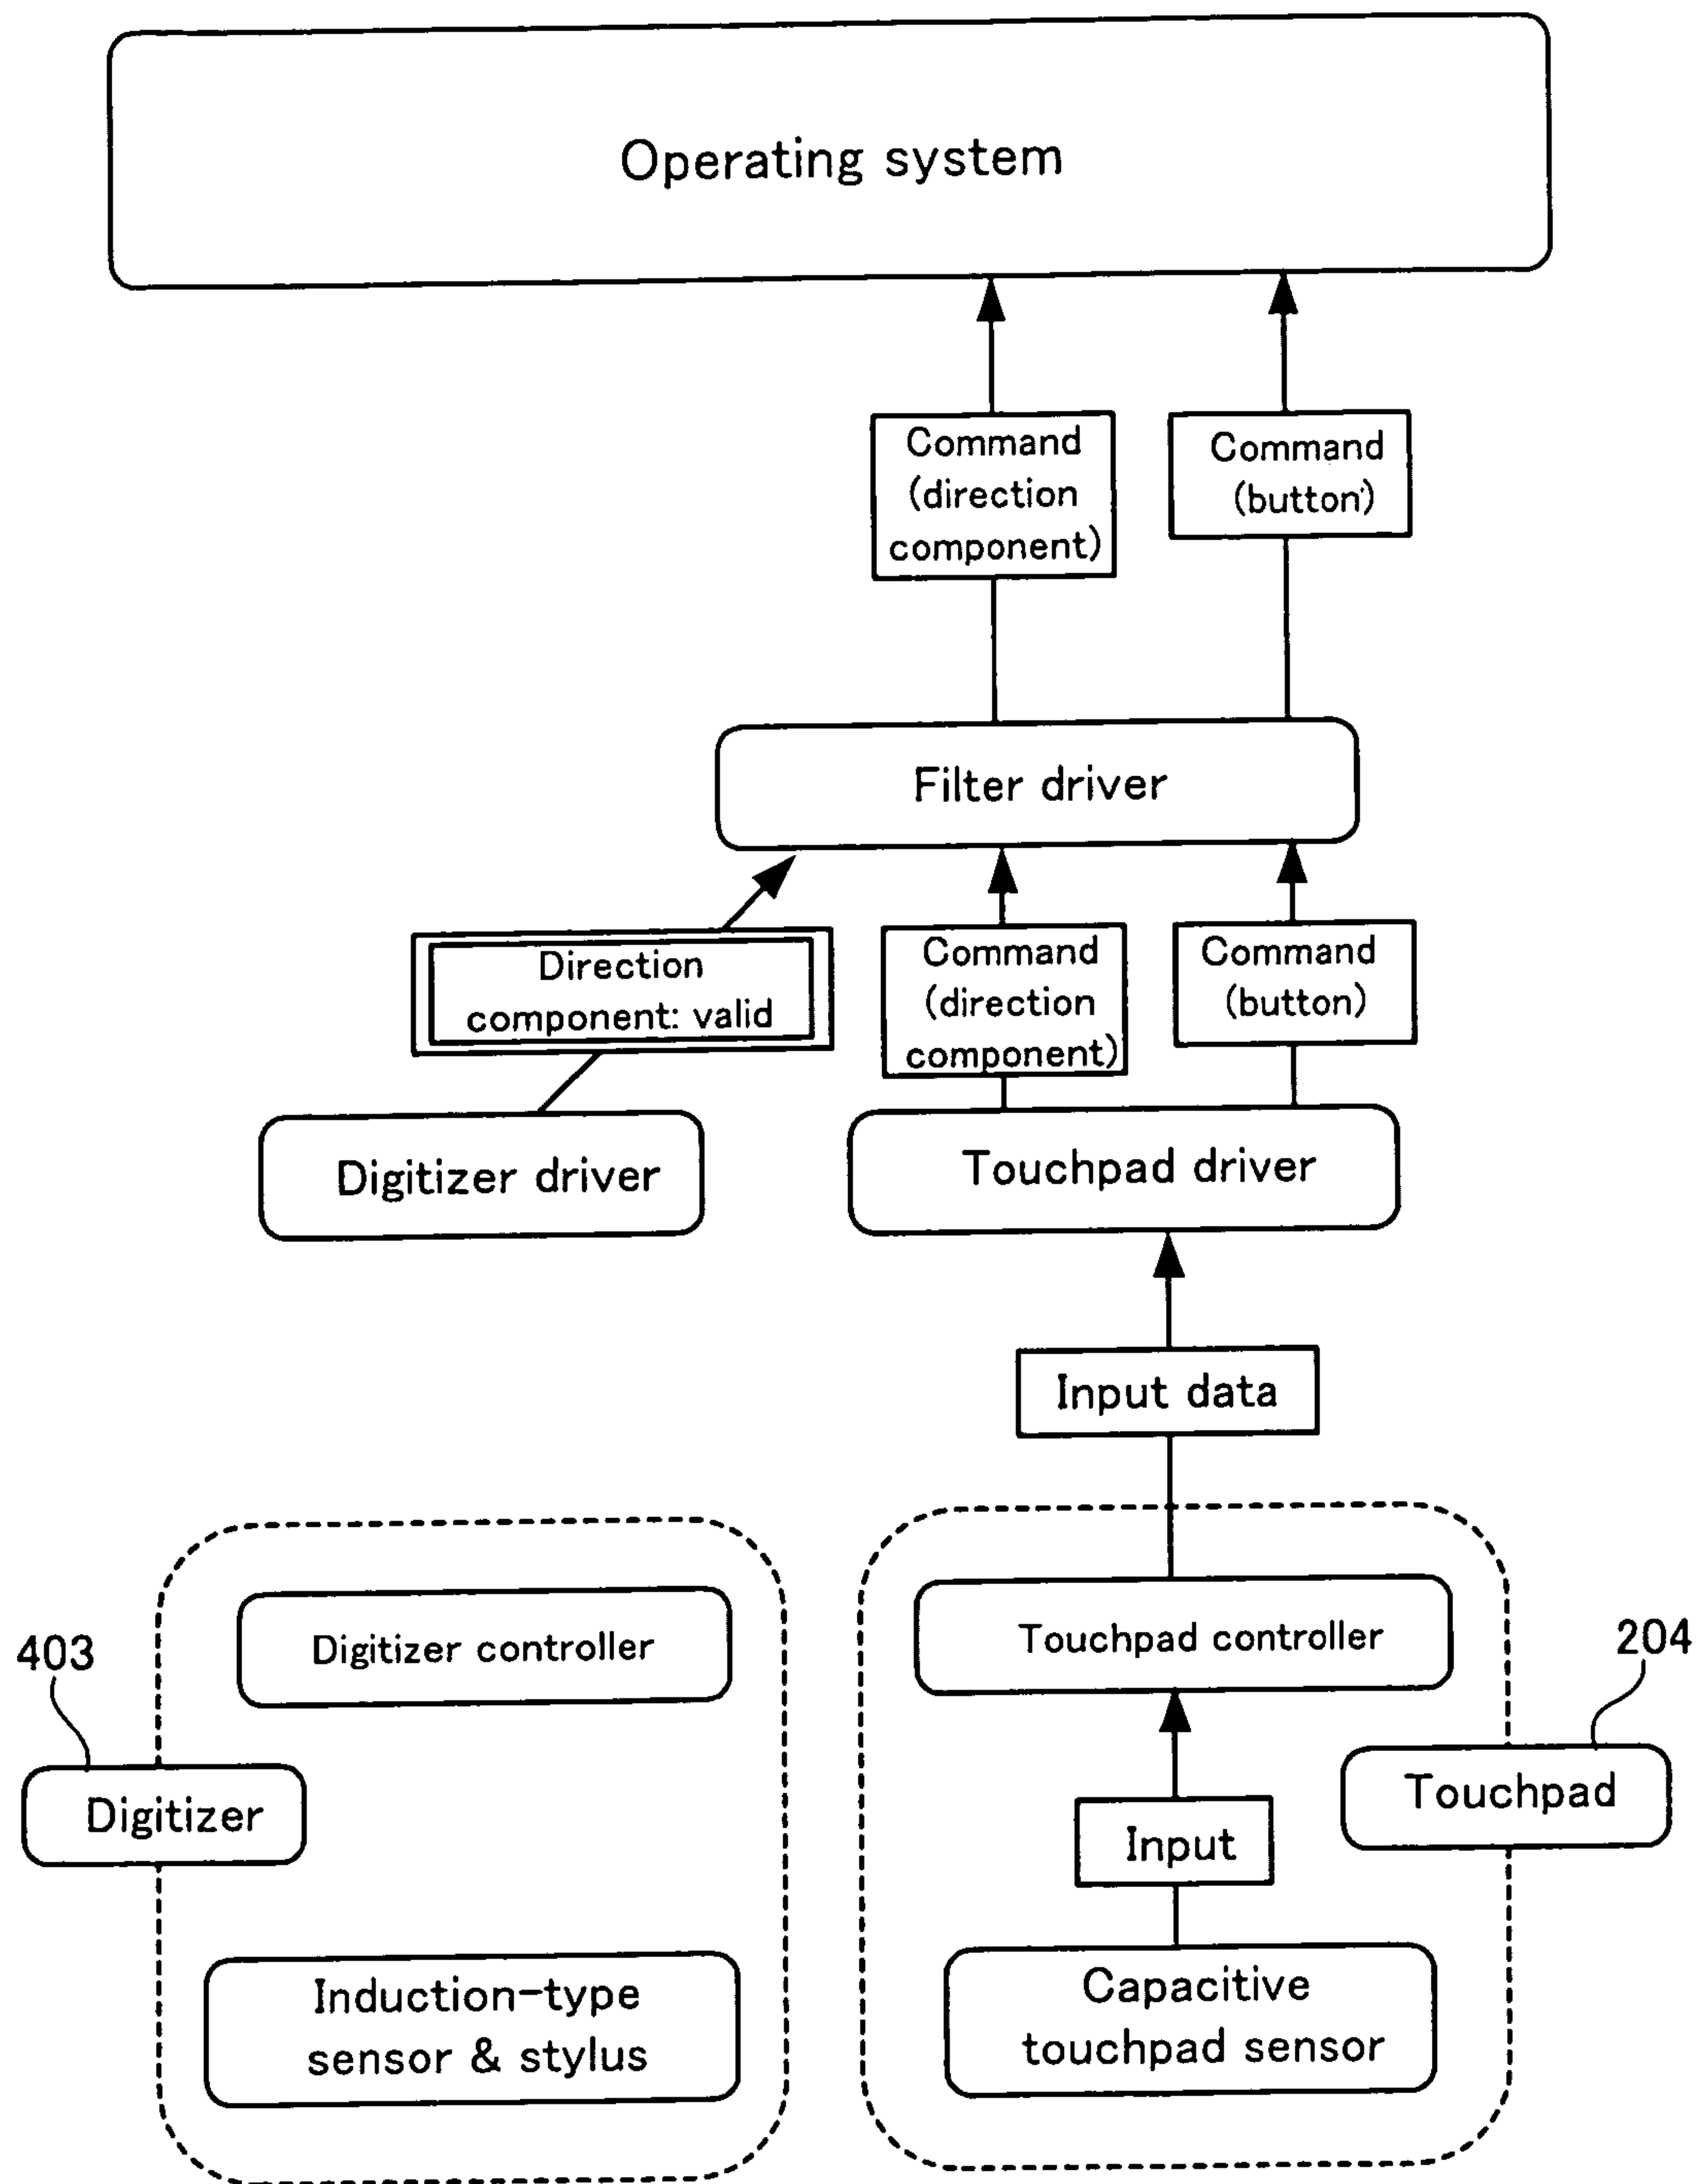 Operating system
Command
(direction
component)
Command
(button)
Filter driver
Direction
component: valid
Command
(direction
component)
Command
(button)
Digitizer driver
Touchpad driver
Input data
Digitizer controller
Touchpad controller
403
204
Digitizer
Touchpad
Input
Induction-type
sensor & stylus
Capacitive
touchpad sensor